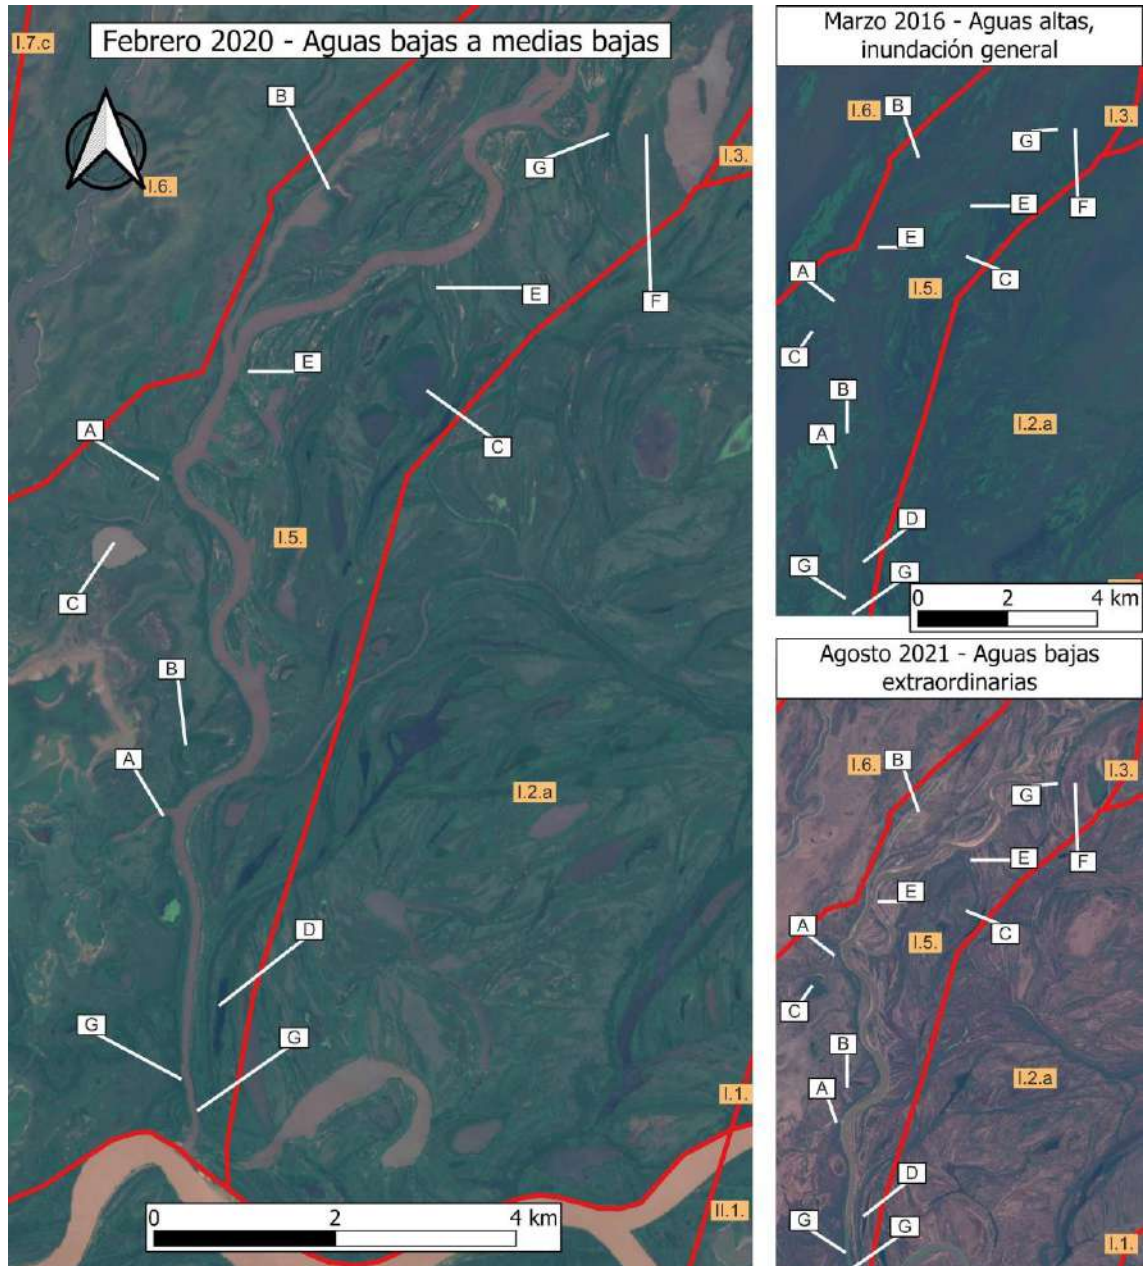 Febrero 2020 - Aguas bajas a medias bajas
I.7.c
B
G
I.3.
I.6.
E
F
E
A
C
I.5.
C
B
A
I.2.a
D
G
G
I.1.
II.1.
0 2 4 km
Marzo 2016 - Aguas altas,
inundación general
I.6.
B
G
I.3.
E
F
E
A
C
I.5.
C
B
I.2.a
A
D
G
G
0 2 4 km
Agosto 2021 - Aguas bajas
extraordinarias
I.6.
B
I.3.
G
E
F
E
A
C
I.5.
C
B
I.2.a
A
D
G
G
I.1.